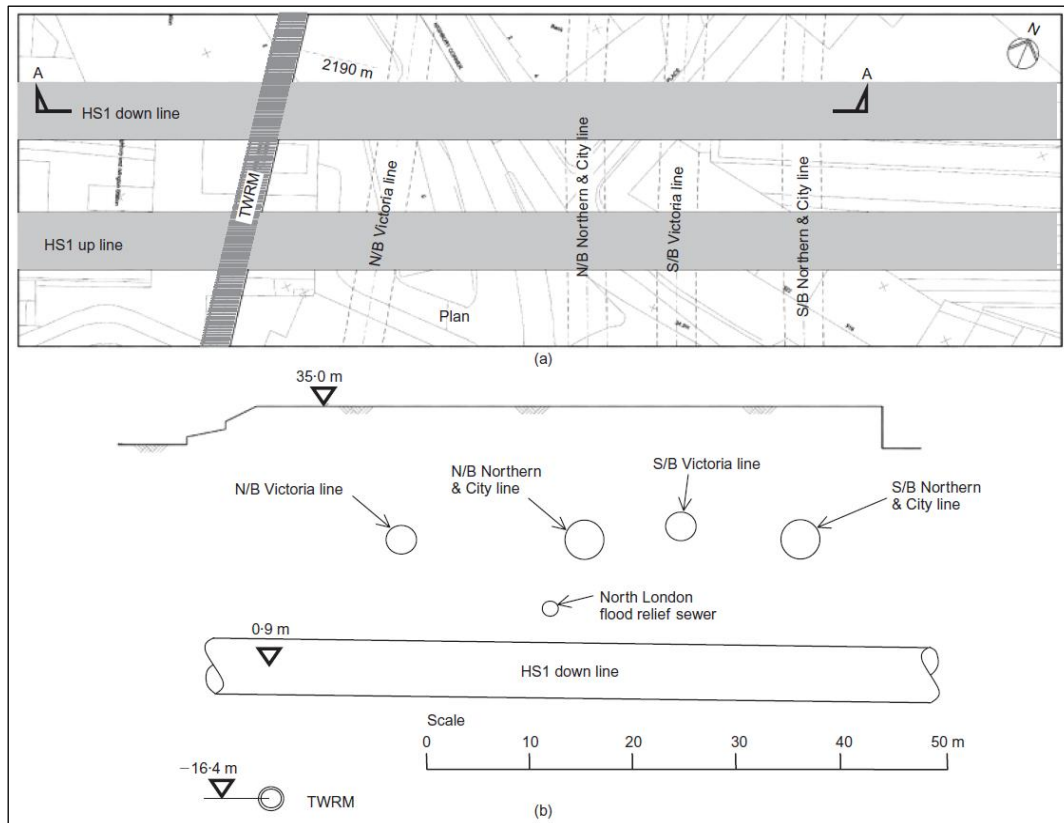 N
2190 m
A
A
HS1 down line
TWRM
N/B Victoria line
N/B Northern & City line
S/B Victoria line
S/B Northern & City line
HS1 up line
Plan
(a)
35·0 m
N/B Victoria line
N/B Northern
& City line
S/B Victoria line
S/B Northern
& City line
North London
flood relief sewer
0·9 m
HS1 down line
Scale
0
10
20
30
40
50 m
−16·4 m
TWRM
(b)